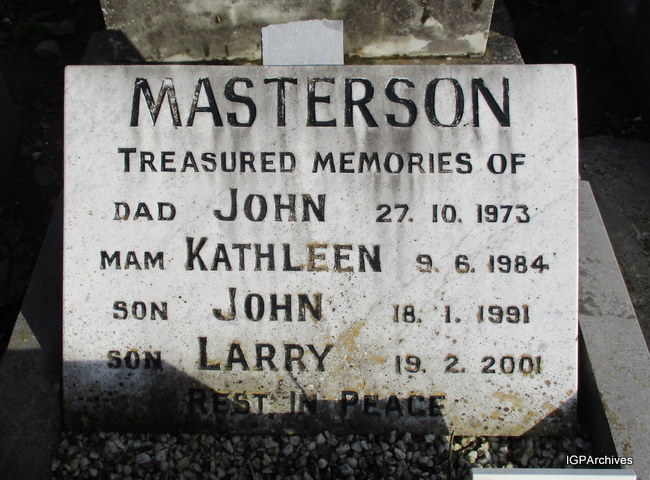 MASTERSON
TREASURED MEMORIES OF
DAD JOHN 27. 10. 1973
MAM KATHLEEN 9. 6. 1984
SON JOHN 18. 1. 1991
SON LARRY 19. 2. 2001
REST IN PEACE
IGPArchives